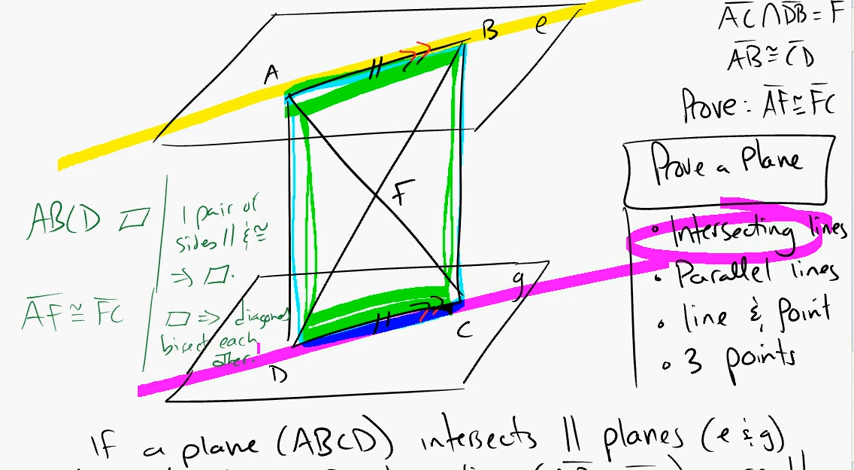 AC ∩ DB = F
AB ≅ CD
Prove: AF ≅ FC
Prove a Plane
• Intersecting lines
• Parallel lines
• line & point
• 3 points
A
B
e
F
g
C
D
ABCD ▱
1 pair of
sides || & ≅
⇒ ▱.
AF ≅ FC
▱ ⇒ diagonals
bisect each
other.
If a plane (ABCD) intersects || planes (e & g)